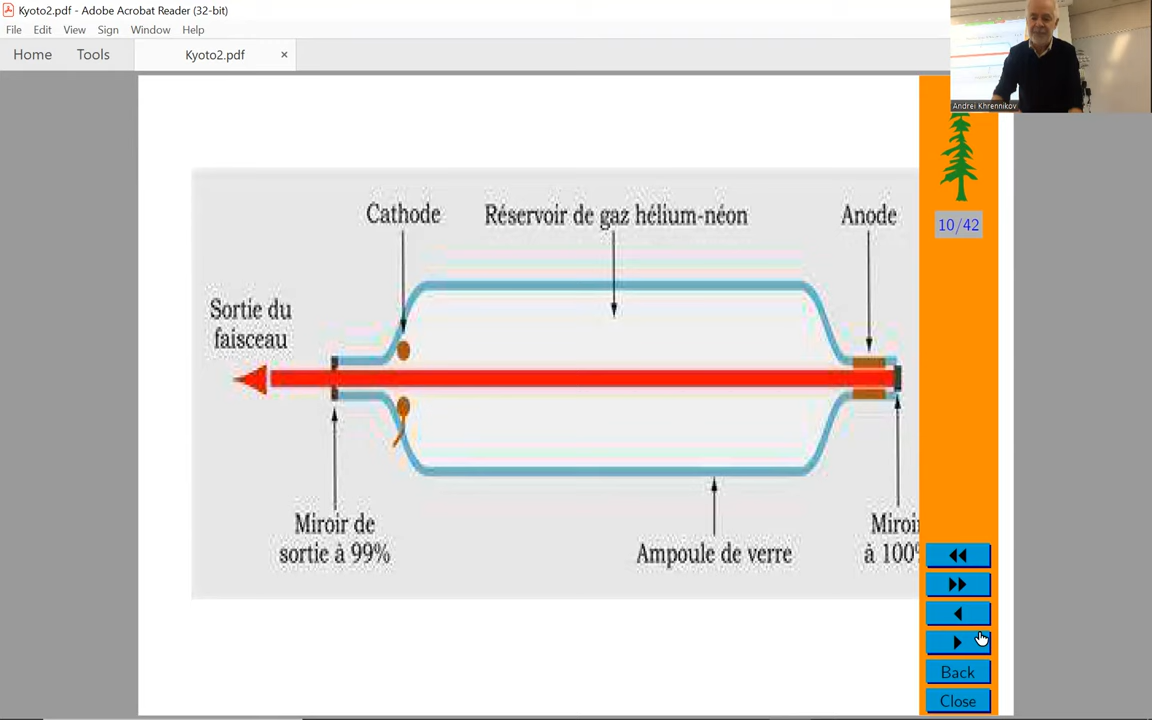 Kyoto2.pdf - Adobe Acrobat Reader (32-bit)
File Edit View Sign Window Help
Home Tools Kyoto2.pdf ×
Andrei Khrennikov
10/42
Cathode
Réservoir de gaz hélium-néon
Anode
Sortie du
faisceau
Miroir de
sortie à 99%
Ampoule de verre
Miroi
à 100%
Back
Close